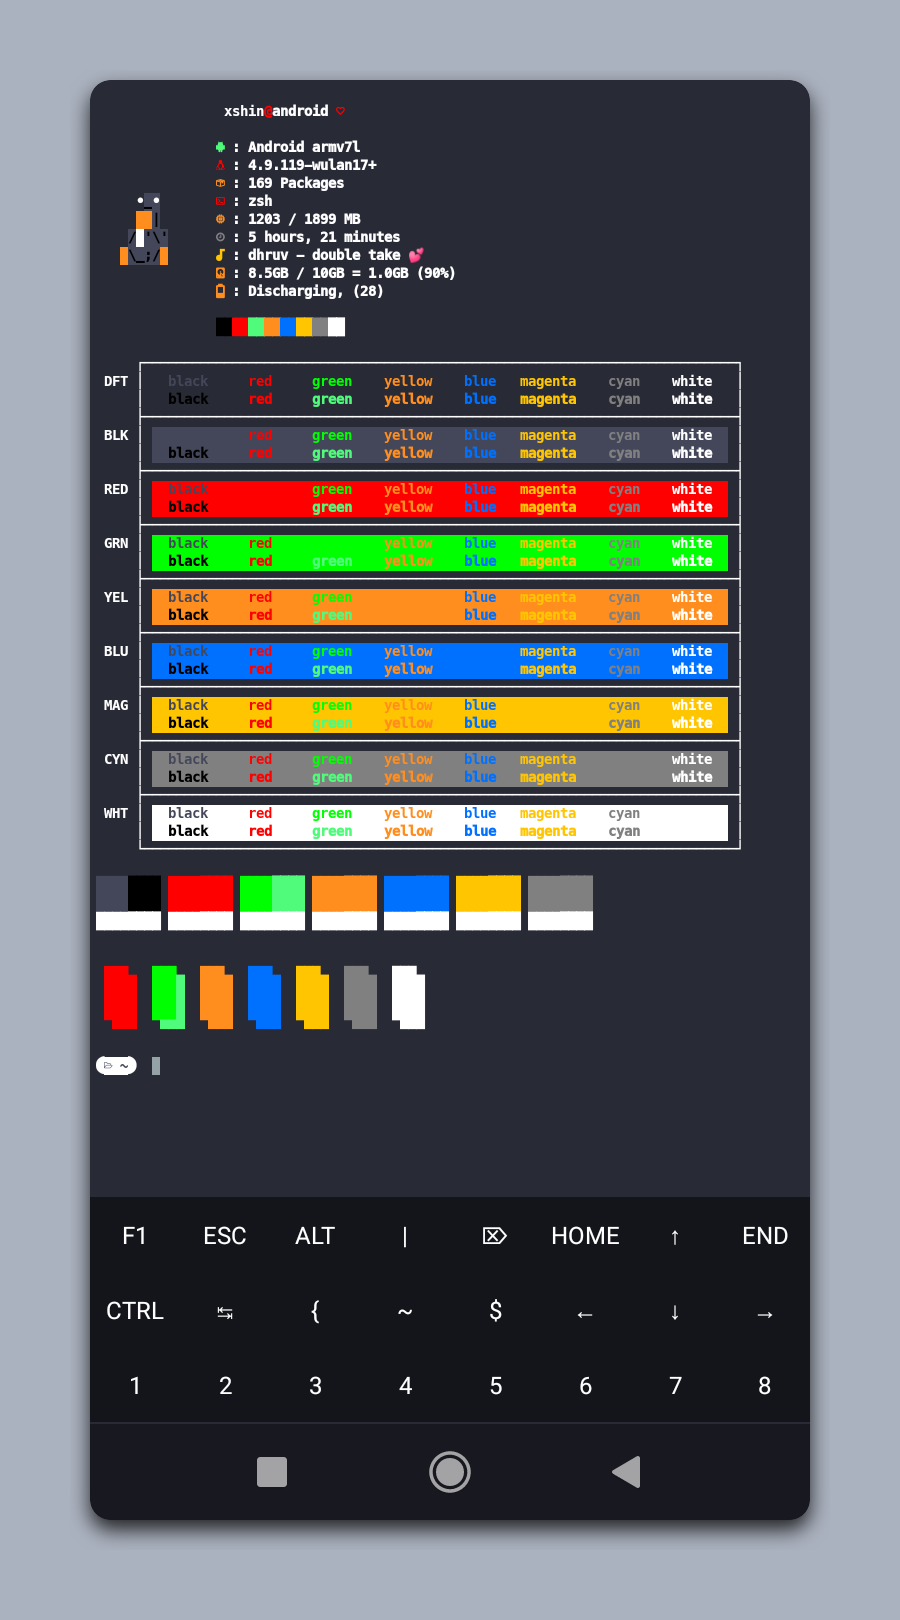 xshin@android ♡
: Android armv7l
: 4.9.119–wulan17+
: 169 Packages
: zsh
: 1203 / 1899 MB
: 5 hours, 21 minutes
: dhruv – double take 💕
: 8.5GB / 10GB = 1.0GB (90%)
: Discharging, (28)
DFT black red green yellow blue magenta cyan white
black red green yellow blue magenta cyan white
BLK red green yellow blue magenta cyan white
black red green yellow blue magenta cyan white
RED black green yellow blue magenta cyan white
black green yellow blue magenta cyan white
GRN black red yellow blue magenta cyan white
black red green yellow blue magenta cyan white
YEL black red green blue magenta cyan white
black red green blue magenta cyan white
BLU black red green yellow magenta cyan white
black red green yellow magenta cyan white
MAG black red green yellow blue cyan white
black red green yellow blue cyan white
CYN black red green yellow blue magenta white
black red green yellow blue magenta white
WHT black red green yellow blue magenta cyan
black red green yellow blue magenta cyan
~
F1 ESC ALT | ⌦ HOME ↑ END
CTRL ↹ { ~ $ ← ↓ →
1 2 3 4 5 6 7 8